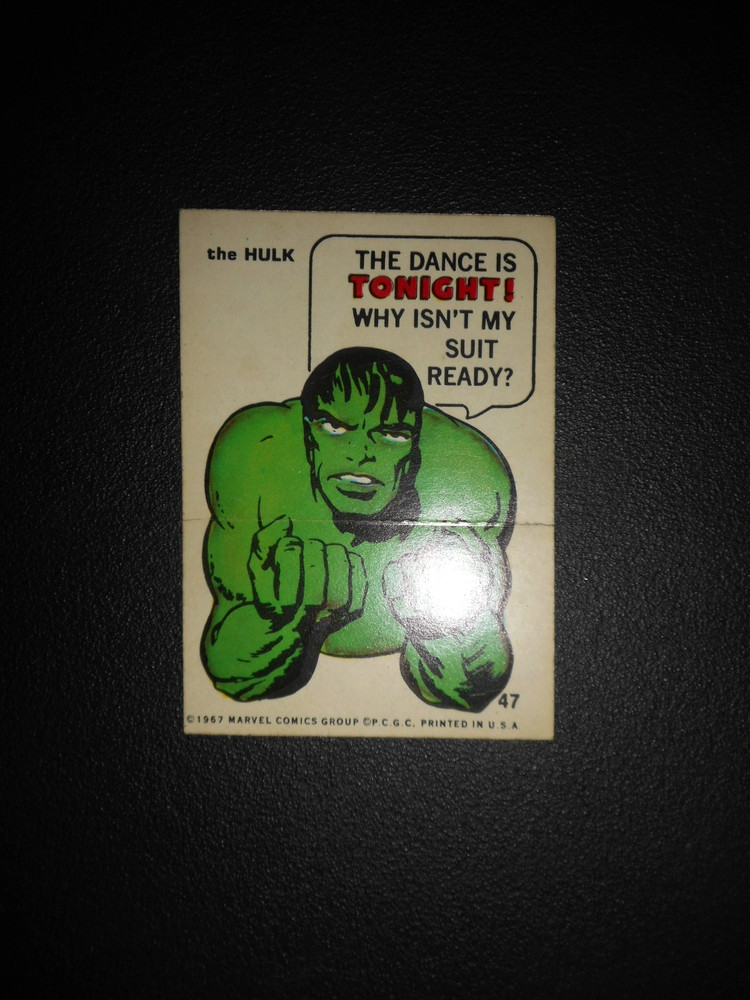 the HULK
THE DANCE IS
TONIGHT!
WHY ISN'T MY
SUIT
READY?
47
©1967 MARVEL COMICS GROUP ©P.C.G.C. PRINTED IN U.S.A